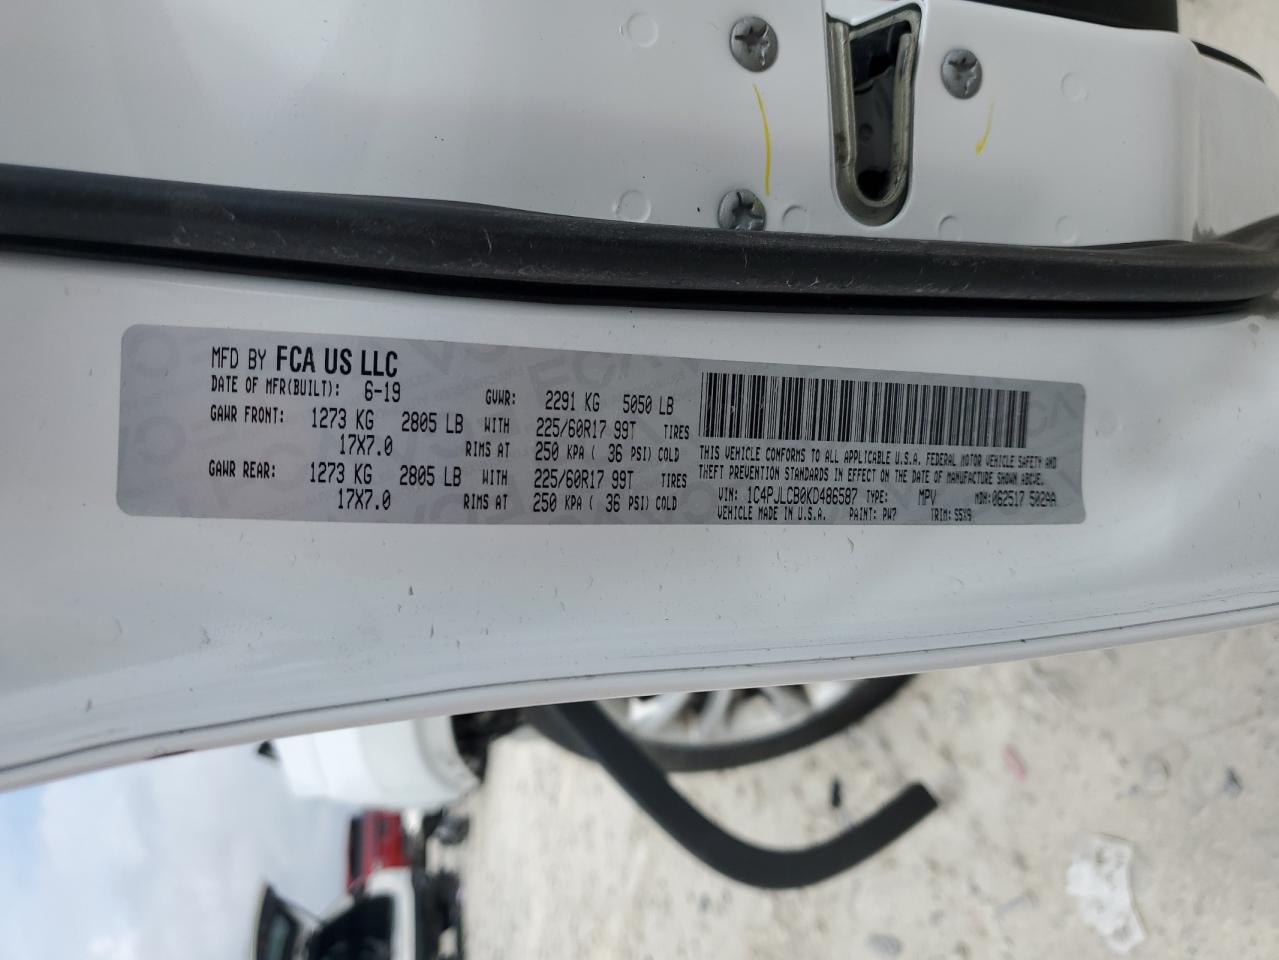 MFD BY FCA US LLC
DATE OF MFR(BUILT): 6-19 GVWR: 2291 KG 5050 LB
GAWR FRONT: 1273 KG 2805 LB WITH 225/60R17 99T TIRES
17X7.0 RIMS AT 250 KPA ( 36 PSI) COLD
GAWR REAR: 1273 KG 2805 LB WITH 225/60R17 99T TIRES
17X7.0 RIMS AT 250 KPA ( 36 PSI) COLD
THIS VEHICLE CONFORMS TO ALL APPLICABLE U.S.A. FEDERAL MOTOR VEHICLE SAFETY AND
THEFT PREVENTION STANDARDS IN EFFECT ON THE DATE OF MANUFACTURE SHOWN ABOVE.
VIN: 1C4PJLCB0KD486587 TYPE: MPV MDH: 062517 502AA
VEHICLE MADE IN U.S.A. PAINT: PW7 TRIM: S5X9